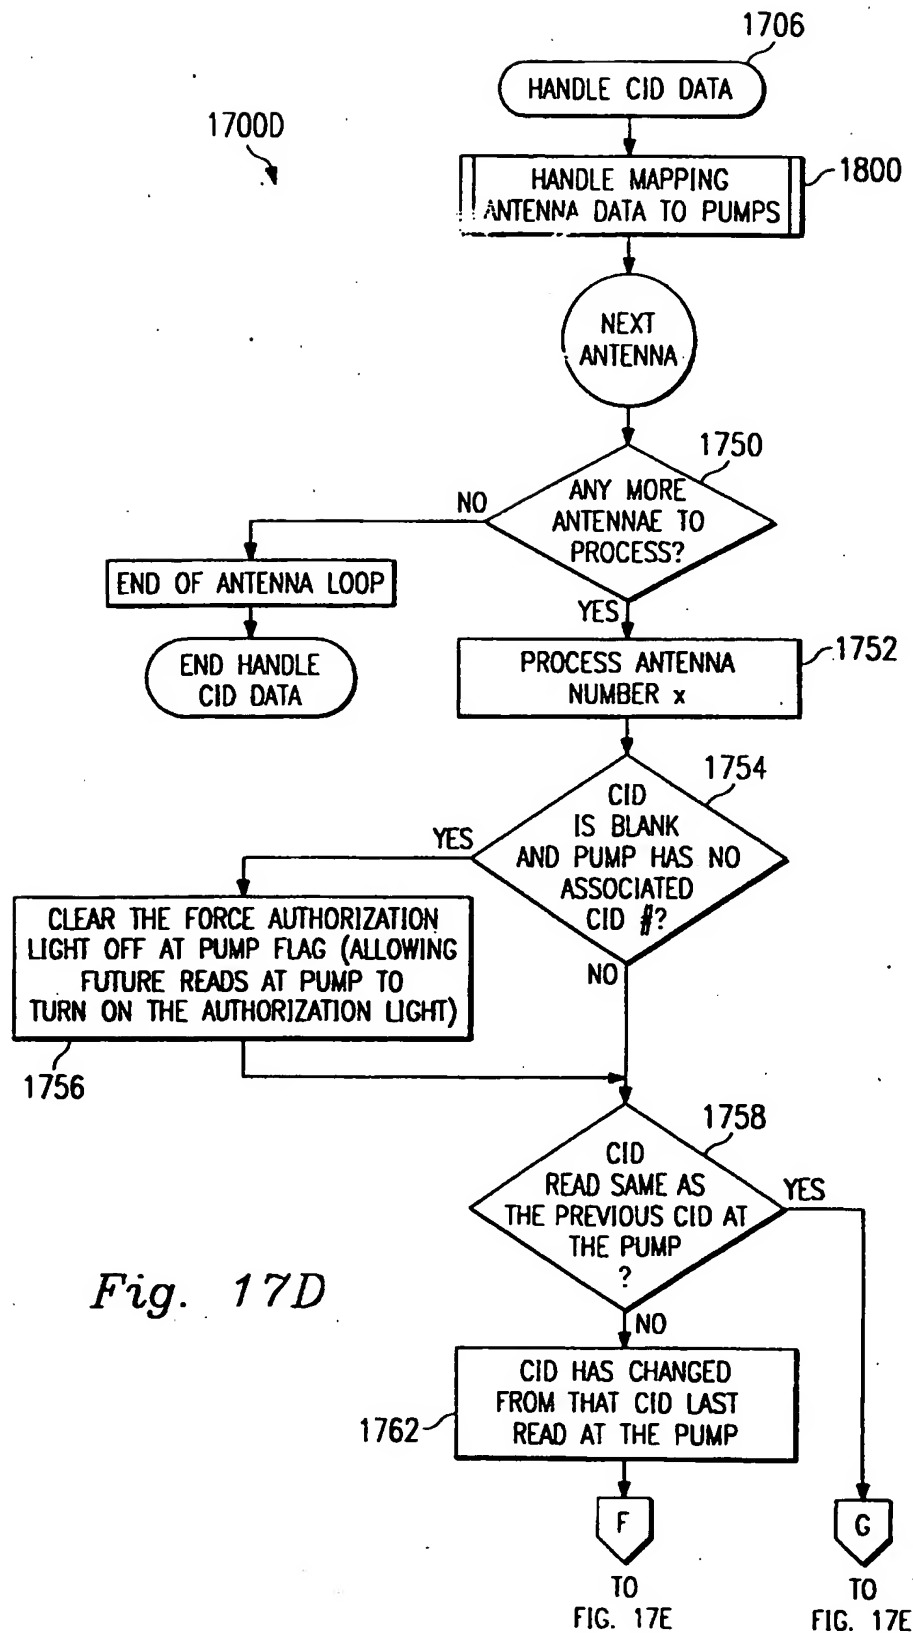 1706
HANDLE CID DATA
1700D
HANDLE MAPPING
ANTENNA DATA TO PUMPS
1800
NEXT
ANTENNA
1750
ANY MORE
ANTENNAE TO
PROCESS?
NO
END OF ANTENNA LOOP
YES
END HANDLE
CID DATA
PROCESS ANTENNA
NUMBER x
1752
1754
CID
IS BLANK
AND PUMP HAS NO
ASSOCIATED
CID #?
YES
NO
CLEAR THE FORCE AUTHORIZATION
LIGHT OFF AT PUMP FLAG (ALLOWING
FUTURE READS AT PUMP TO
TURN ON THE AUTHORIZATION LIGHT)
1756
1758
CID
READ SAME AS
THE PREVIOUS CID AT
THE PUMP
?
YES
Fig. 17D
NO
CID HAS CHANGED
FROM THAT CID LAST
READ AT THE PUMP
1762
F
G
TO
FIG. 17E
TO
FIG. 17E